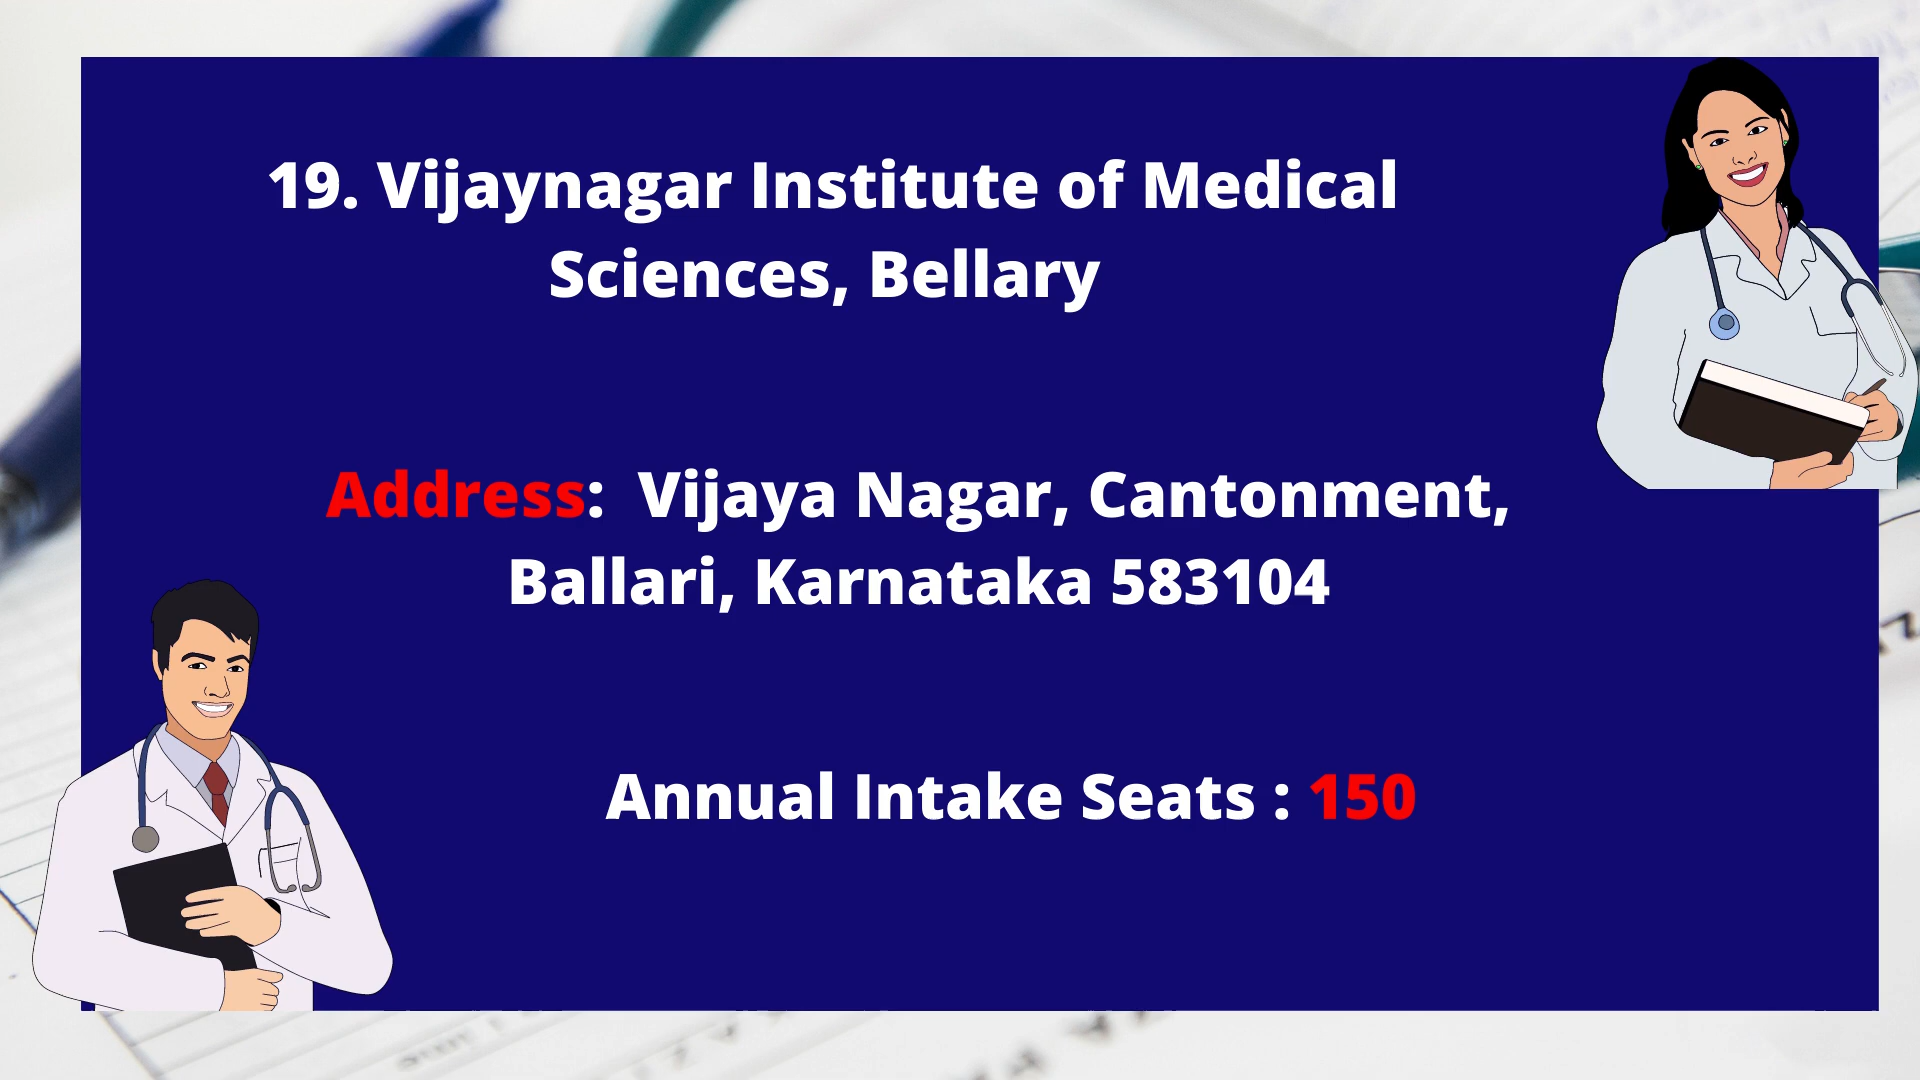 19. Vijaynagar Institute of Medical
Sciences, Bellary
Address:  Vijaya Nagar, Cantonment,
Ballari, Karnataka 583104
Annual Intake Seats : 150